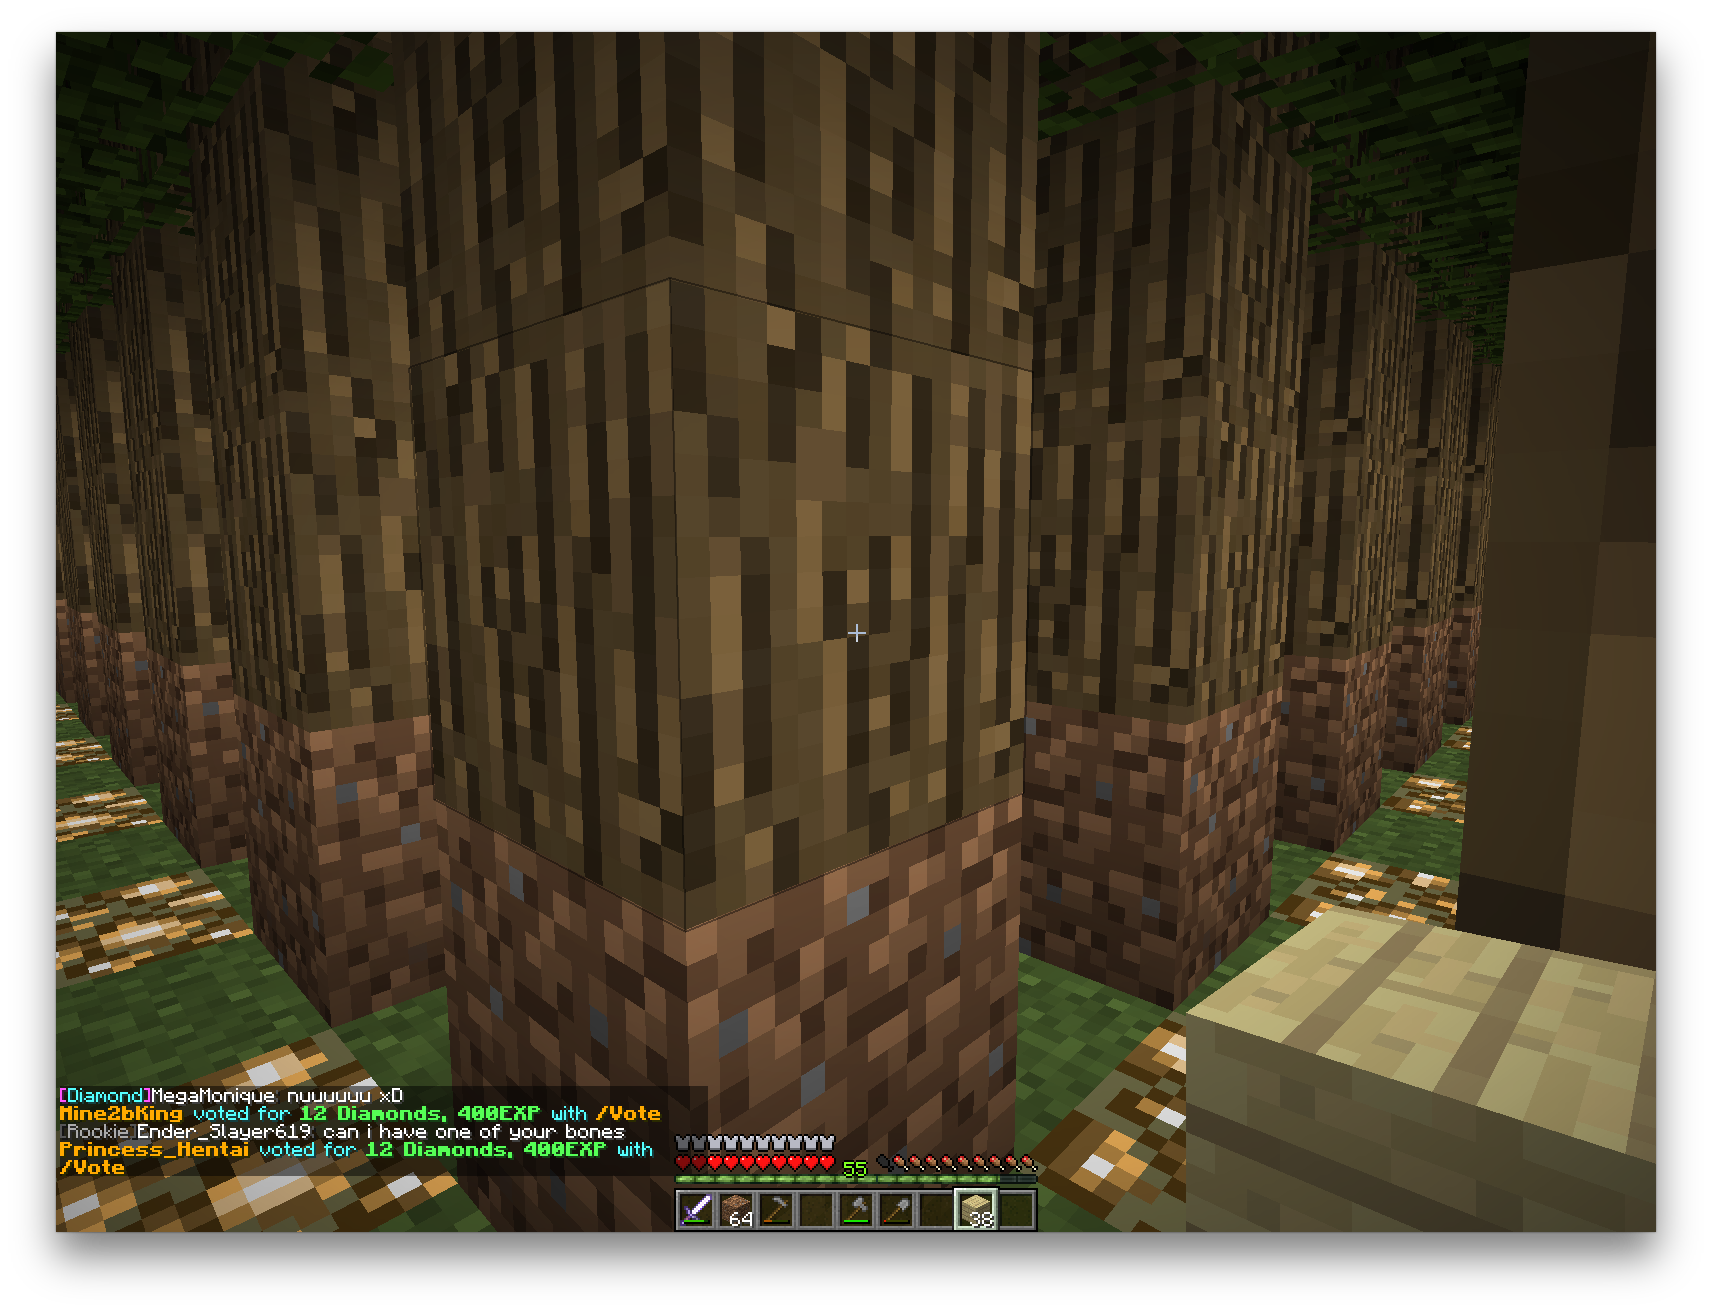 [Diamond]MegaMonique: nuuuuuu xD
Mine2bKing voted for 12 Diamonds, 400EXP with /Vote
[Rookie]Ender_Slayer619: can i have one of your bones
Princess_Hentai voted for 12 Diamonds, 400EXP with
/Vote
55
64 38